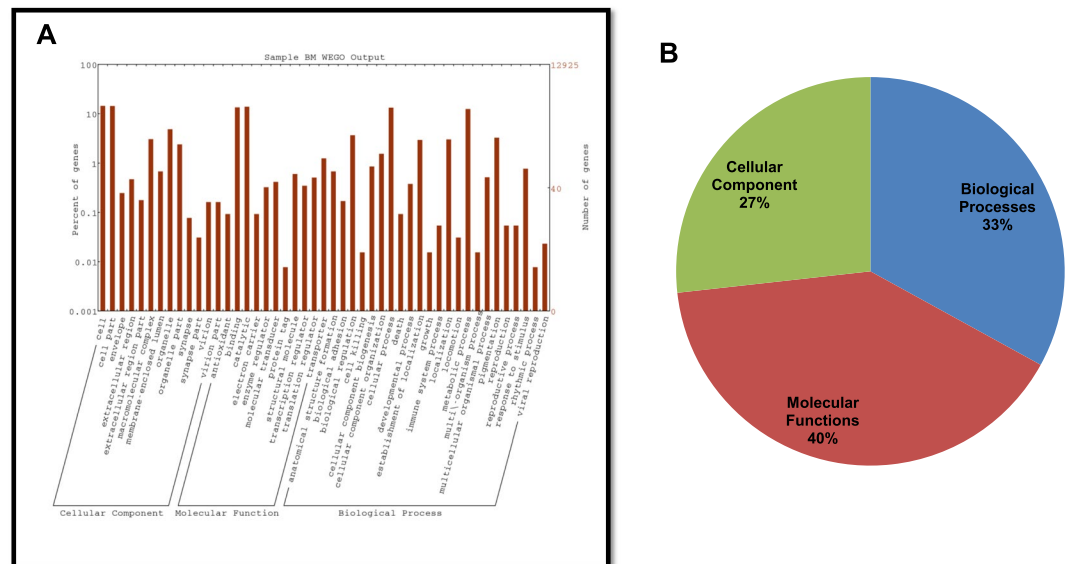 A
Sample BM WEGO Output
100
10
1
0.1
0.01
0.001
Percent of genes
12925
40
0
Number of genes
cell
cell part
envelope
extracellular region
extracellular region part
macromolecular complex
membrane-enclosed lumen
organelle
organelle part
synapse
synapse part
virion
virion part
antioxidant
binding
catalytic
electron carrier
enzyme regulator
molecular transducer
protein tag
structural molecule
transcription regulator
translation regulator
transporter
anatomical structure formation
biological adhesion
biological regulation
cell killing
cellular component biogenesis
cellular component organization
cellular process
death
developmental process
establishment of localization
growth
immune system process
localization
locomotion
metabolic process
multi\-organism process
multicellular organismal process
pigmentation
reproduction
reproductive process
response to stimulus
rhythmic process
viral reproduction
Cellular Component
Molecular Function
Biological Process
B
Cellular
Component
27%
Biological
Processes
33%
Molecular
Functions
40%